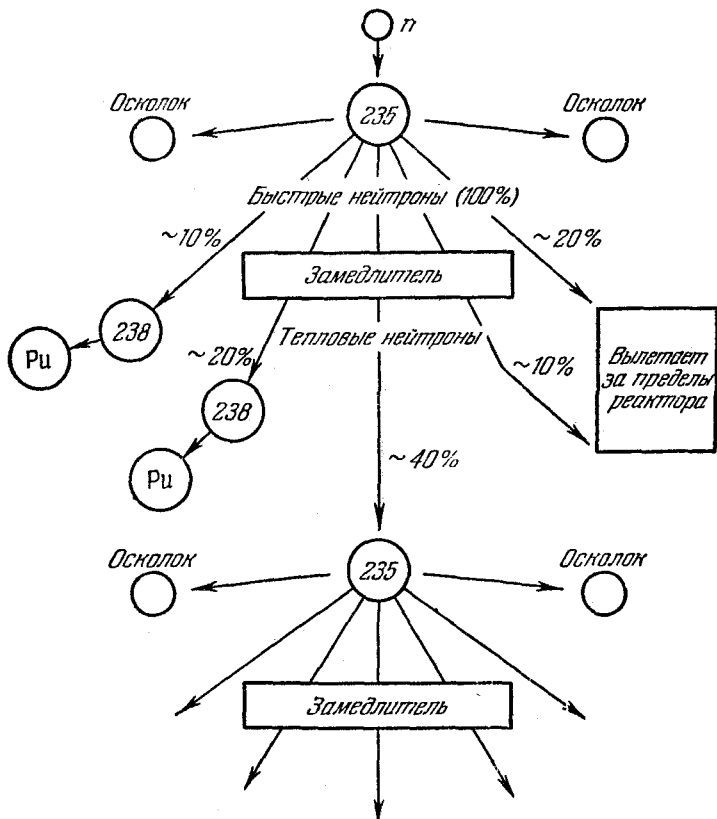 n
Осколок
235
Осколок
Быстрые нейтроны (100%)
~10%
~20%
Замедлитель
238
Pu
Тепловые нейтроны
~20%
~10%
Вылетает
за пределы
реактора
238
Pu
~40%
Осколок
235
Осколок
Замедлитель